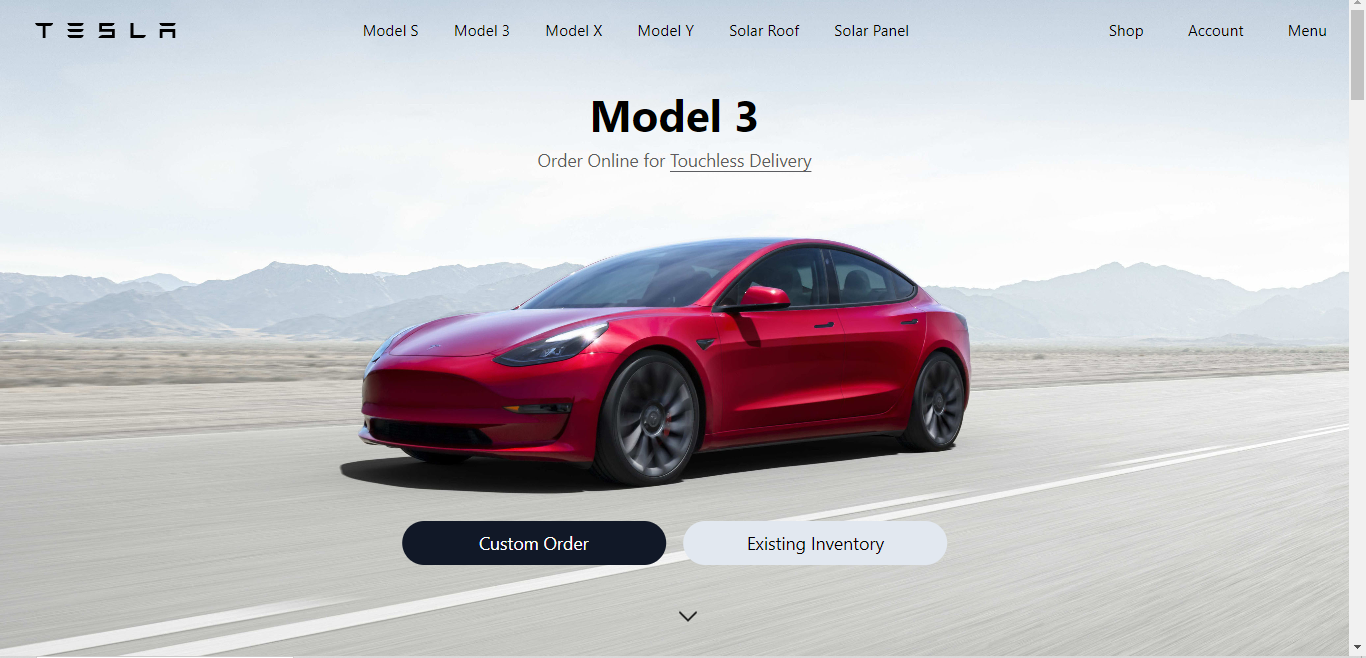 TESLA
Model S Model 3 Model X Model Y Solar Roof Solar Panel
Shop Account Menu
Model 3
Order Online for Touchless Delivery
Custom Order
Existing Inventory